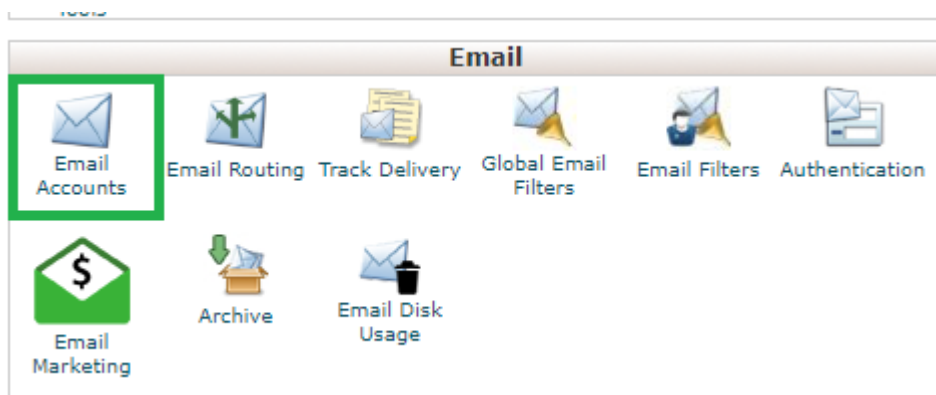 Email
Email
Accounts
Email Routing
Track Delivery
Global Email
Filters
Email Filters
Authentication
$
Email
Marketing
Archive
Email Disk
Usage